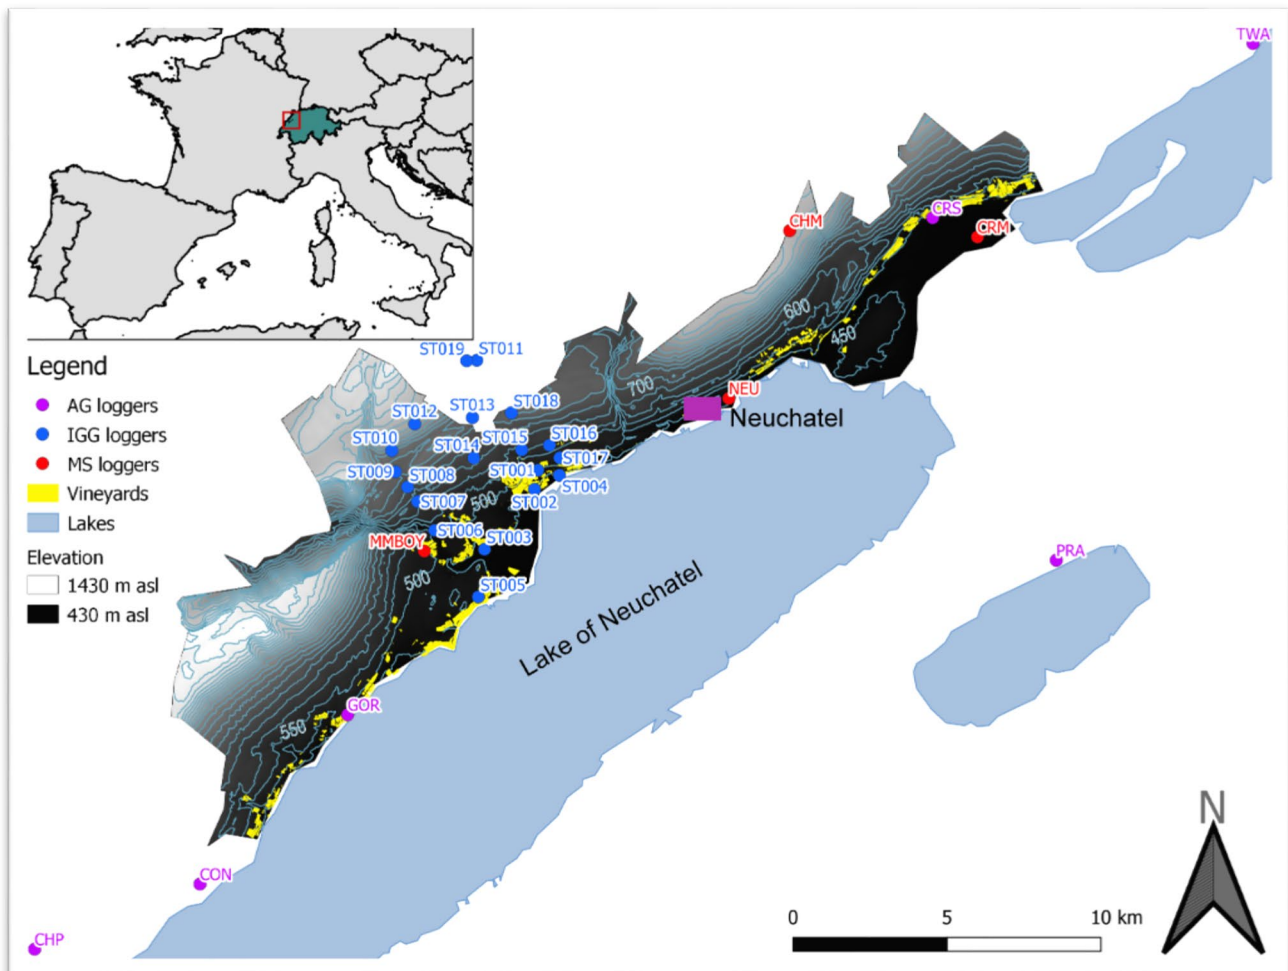 TWA
CRS
CHM
CRM
600
450
ST019
ST011
Legend
AG loggers
IGG loggers
MS loggers
Vineyards
Lakes
Elevation
1430 m asl
430 m asl
700
NEU
Neuchatel
ST018
ST013
ST012
ST010
ST014
ST015
ST016
ST017
ST009
ST008
ST001
ST004
ST007
500
ST002
ST006
MMBOY
ST003
500
ST005
PRA
Lake of Neuchatel
GOR
550
CON
CHP
N
0 5 10 km